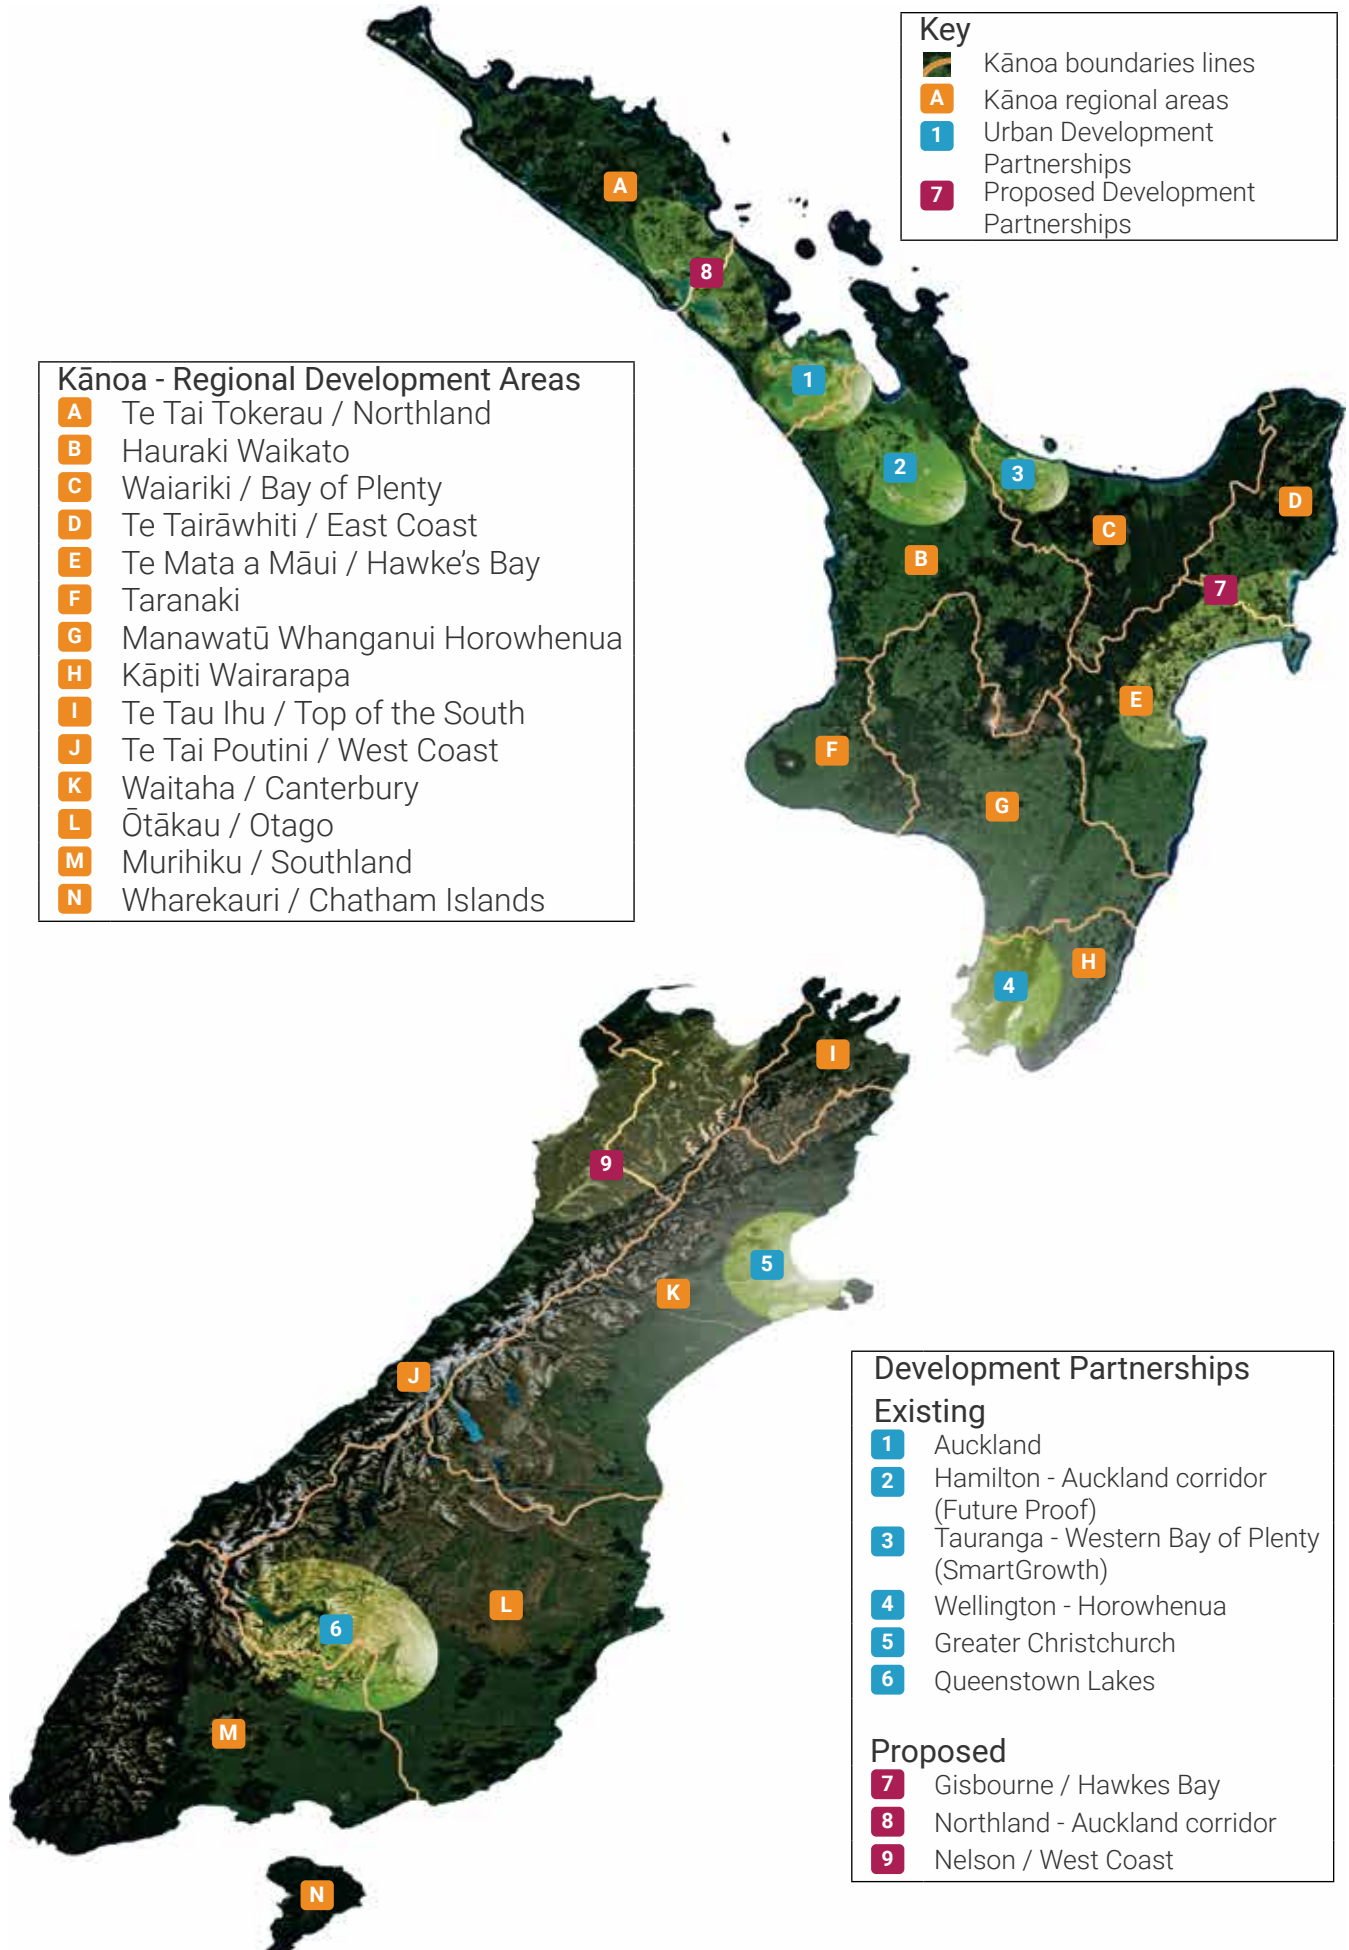 Key
Kānoa boundaries lines
A Kānoa regional areas
1 Urban Development
Partnerships
7 Proposed Development
Partnerships
Kānoa - Regional Development Areas
A Te Tai Tokerau / Northland
B Hauraki Waikato
C Waiariki / Bay of Plenty
D Te Tairāwhiti / East Coast
E Te Mata a Māui / Hawke’s Bay
F Taranaki
G Manawatū Whanganui Horowhenua
H Kāpiti Wairarapa
I Te Tau Ihu / Top of the South
J Te Tai Poutini / West Coast
K Waitaha / Canterbury
L Ōtākau / Otago
M Murihiku / Southland
N Wharekauri / Chatham Islands
A
8
1
2
3
D
C
B
7
E
F
G
H
4
I
9
5
K
J
L
6
M
N
Development Partnerships
Existing
1 Auckland
2 Hamilton - Auckland corridor
(Future Proof)
3 Tauranga - Western Bay of Plenty
(SmartGrowth)
4 Wellington - Horowhenua
5 Greater Christchurch
6 Queenstown Lakes
Proposed
7 Gisbourne / Hawkes Bay
8 Northland - Auckland corridor
9 Nelson / West Coast